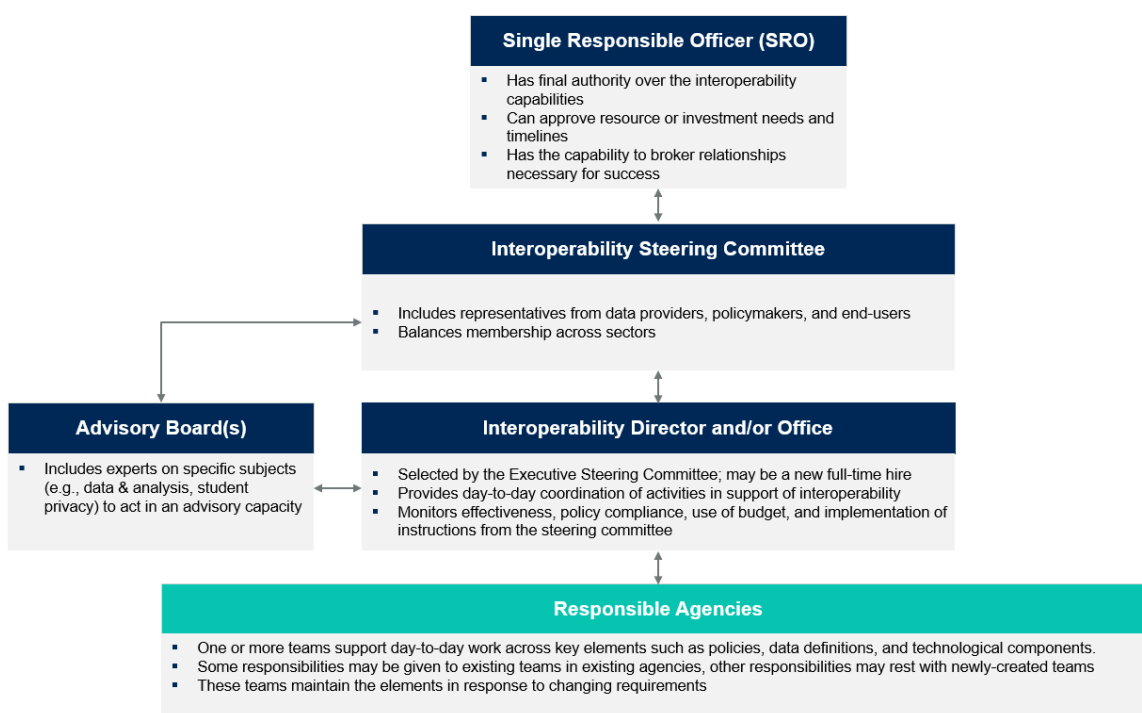 Single Responsible Officer (SRO)
▪ Has final authority over the interoperability
capabilities
▪ Can approve resource or investment needs and
timelines
▪ Has the capability to broker relationships
necessary for success
Interoperability Steering Committee
▪ Includes representatives from data providers, policymakers, and end-users
▪ Balances membership across sectors
Advisory Board(s)
▪ Includes experts on specific subjects
(e.g., data & analysis, student
privacy) to act in an advisory capacity
Interoperability Director and/or Office
▪ Selected by the Executive Steering Committee; may be a new full-time hire
▪ Provides day-to-day coordination of activities in support of interoperability
▪ Monitors effectiveness, policy compliance, use of budget, and implementation of
instructions from the steering committee
Responsible Agencies
▪ One or more teams support day-to-day work across key elements such as policies, data definitions, and technological components.
▪ Some responsibilities may be given to existing teams in existing agencies, other responsibilities may rest with newly-created teams
▪ These teams maintain the elements in response to changing requirements